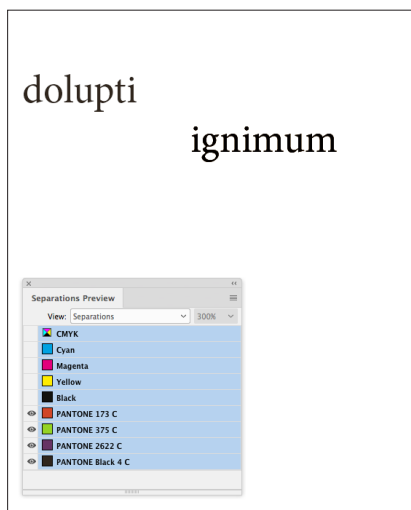 dolupti
ignimum
Separations Preview
View: Separations 300%
CMYK
Cyan
Magenta
Yellow
Black
PANTONE 173 C
PANTONE 375 C
PANTONE 2622 C
PANTONE Black 4 C